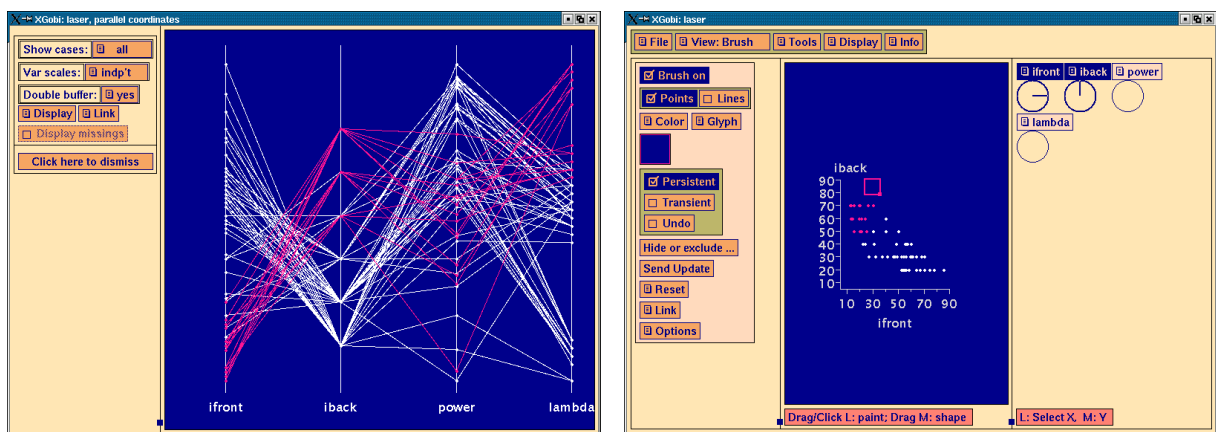 XGobi: laser, parallel coordinates
Show cases: all
Var scales: indp't
Double buffer: yes
Display Link
Display missings
Click here to dismiss
ifront iback power lambda
XGobi: laser
File View: Brush Tools Display Info
Brush on
Points Lines
Color Glyph
Persistent
Transient
Undo
Hide or exclude ...
Send Update
Reset
Link
Options
iback
90
80
70
60
50
40
30
20
10
10 30 50 70 90
ifront
Drag/Click L: paint; Drag M: shape
ifront iback power
lambda
L: Select X, M: Y